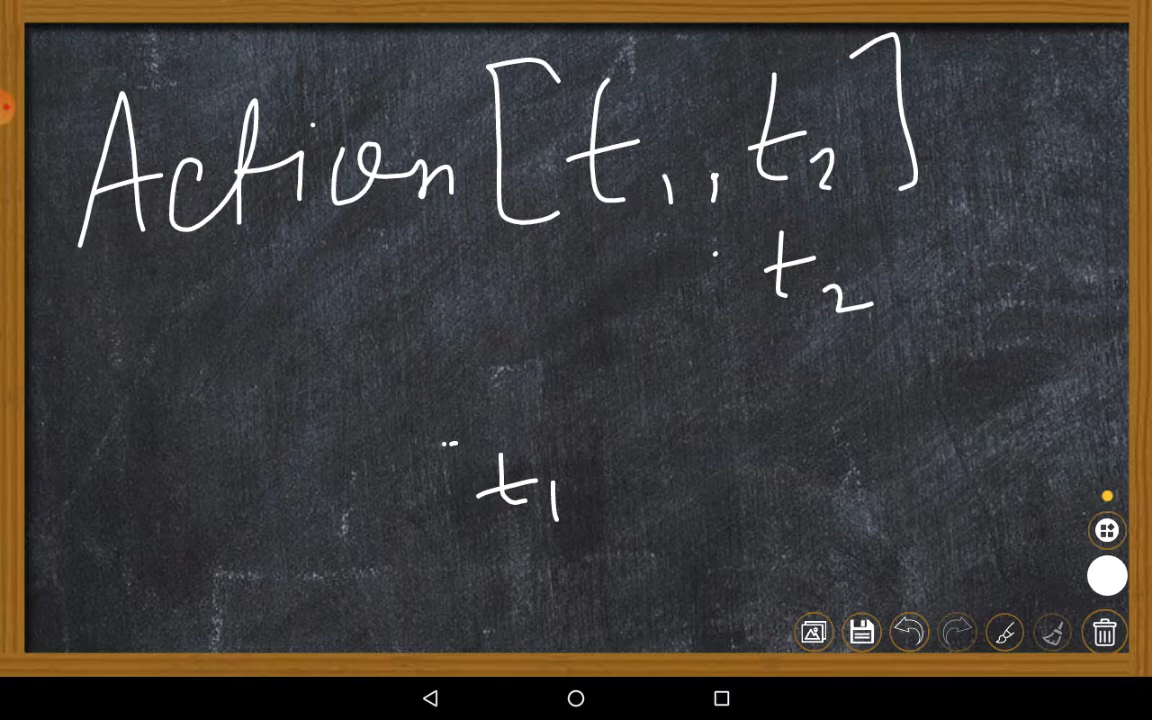 Action [t₁, t₂]
t₂
t₁